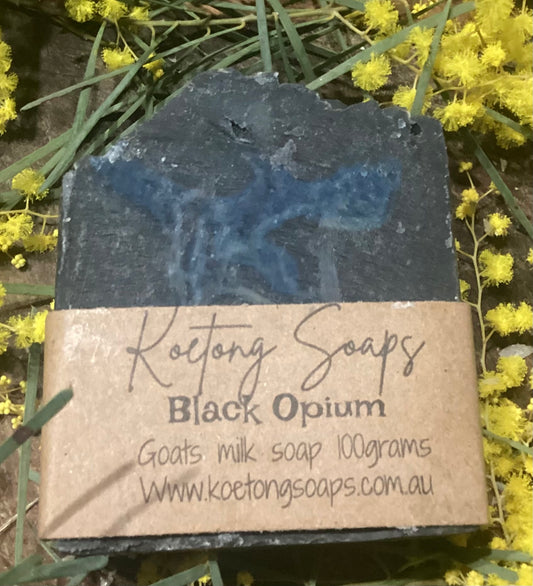 Koetong Soaps
Black Opium
Goats milk soap 100grams
Www.koetongsoaps.com.au